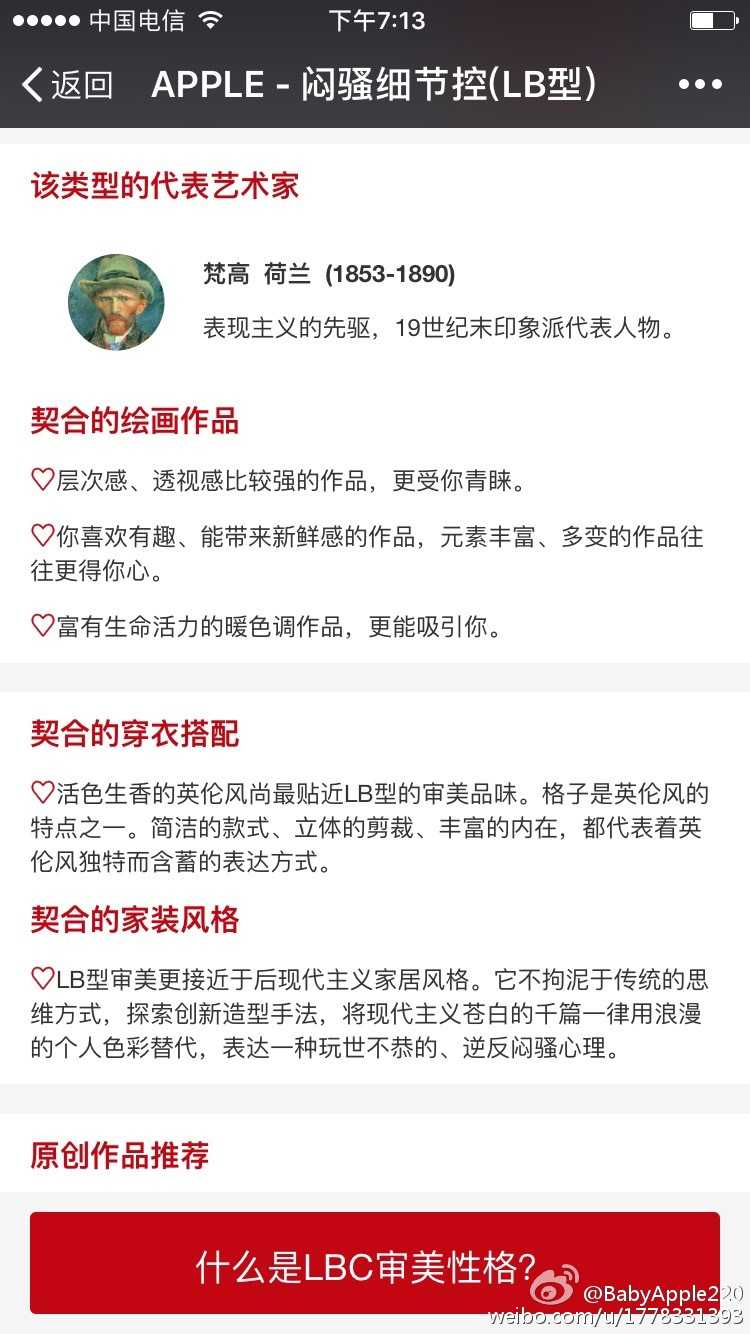 中国电信 下午7:13
返回 APPLE - 闷骚细节控(LB型)
该类型的代表艺术家
梵高 荷兰 (1853-1890)
表现主义的先驱，19世纪末印象派代表人物。
契合的绘画作品
♡层次感、透视感比较强的作品，更受你青睐。
♡你喜欢有趣、能带来新鲜感的作品，元素丰富、多变的作品往
往更得你心。
♡富有生命活力的暖色调作品，更能吸引你。
契合的穿衣搭配
♡活色生香的英伦风尚最贴近LB型的审美品味。格子是英伦风的
特点之一。简洁的款式、立体的剪裁、丰富的内在，都代表着英
伦风独特而含蓄的表达方式。
契合的家装风格
♡LB型审美更接近于后现代主义家居风格。它不拘泥于传统的思
维方式，探索创新造型手法，将现代主义苍白的千篇一律用浪漫
的个人色彩替代，表达一种玩世不恭的、逆反闷骚心理。
原创作品推荐
什么是LBC审美性格?
@BabyApple220
weibo.com/u/1778331393